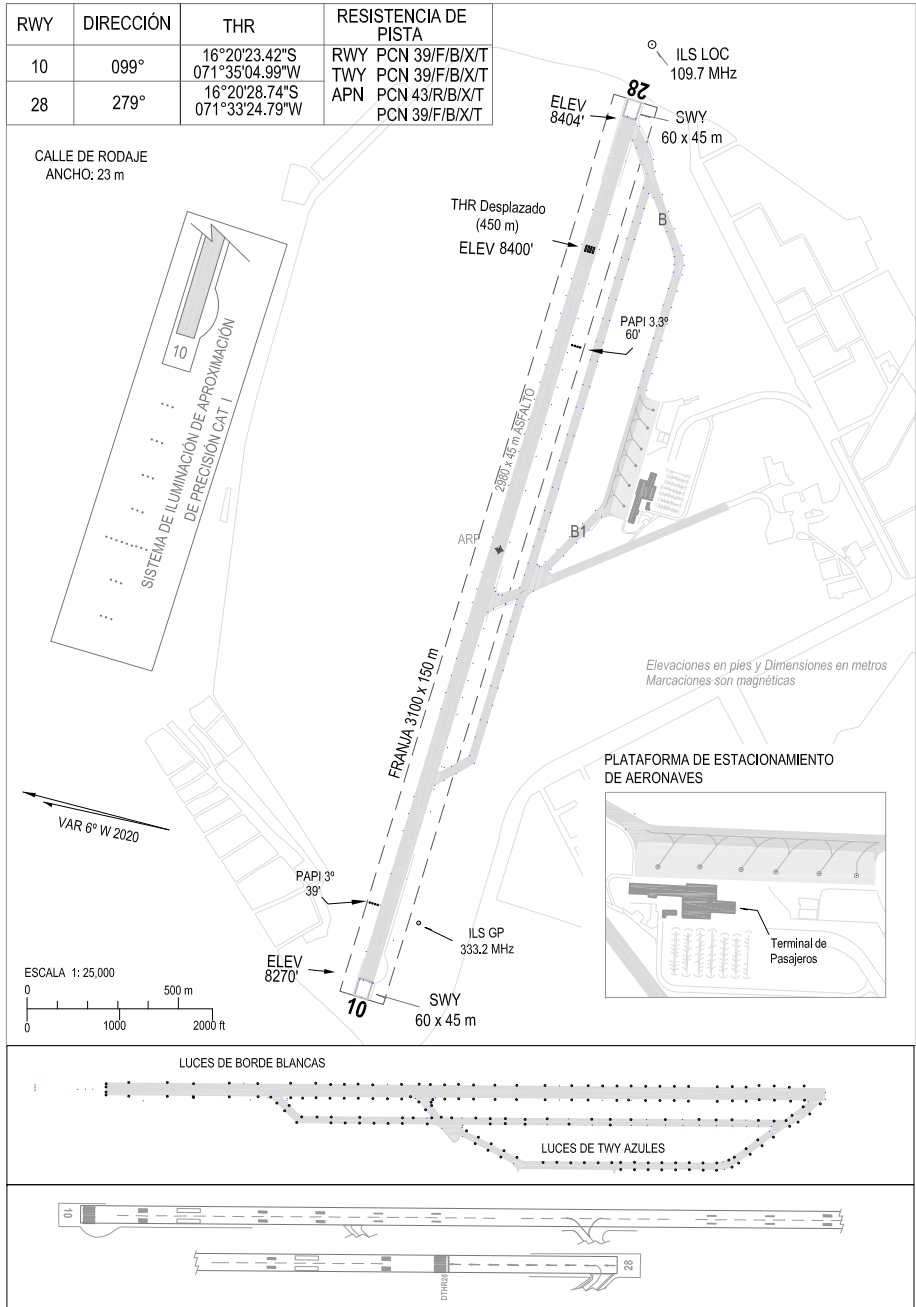 RWY DIRECCIÓN THR RESISTENCIA DE
PISTA
10 099° 16°20'23.42"S
071°35'04.99"W
28 279° 16°20'28.74"S
071°33'24.79"W
RWY PCN 39/F/B/X/T
TWY PCN 39/F/B/X/T
APN PCN 43/R/B/X/T
PCN 39/F/B/X/T
ILS LOC
109.7 MHz
28
ELEV
8404'
SWY
60 x 45 m
CALLE DE RODAJE
ANCHO: 23 m
THR Desplazado
(450 m)
ELEV 8400'
B
PAPI 3.3º
60'
10
SISTEMA DE ILUMINACIÓN DE APROXIMACIÓN
DE PRECISIÓN CAT I
2980 x 45 m ASFALTO
ARP
B1
FRANJA 3100 x 150 m
Elevaciones en pies y Dimensiones en metros
Marcaciones son magnéticas
PLATAFORMA DE ESTACIONAMIENTO
DE AERONAVES
Terminal de
Pasajeros
VAR 6º W 2020
PAPI 3º
39'
ILS GP
333.2 MHz
ELEV
8270'
10
SWY
60 x 45 m
ESCALA 1: 25,000
0 500 m
0 1000 2000 ft
LUCES DE BORDE BLANCAS
LUCES DE TWY AZULES
10
DTHR28
28